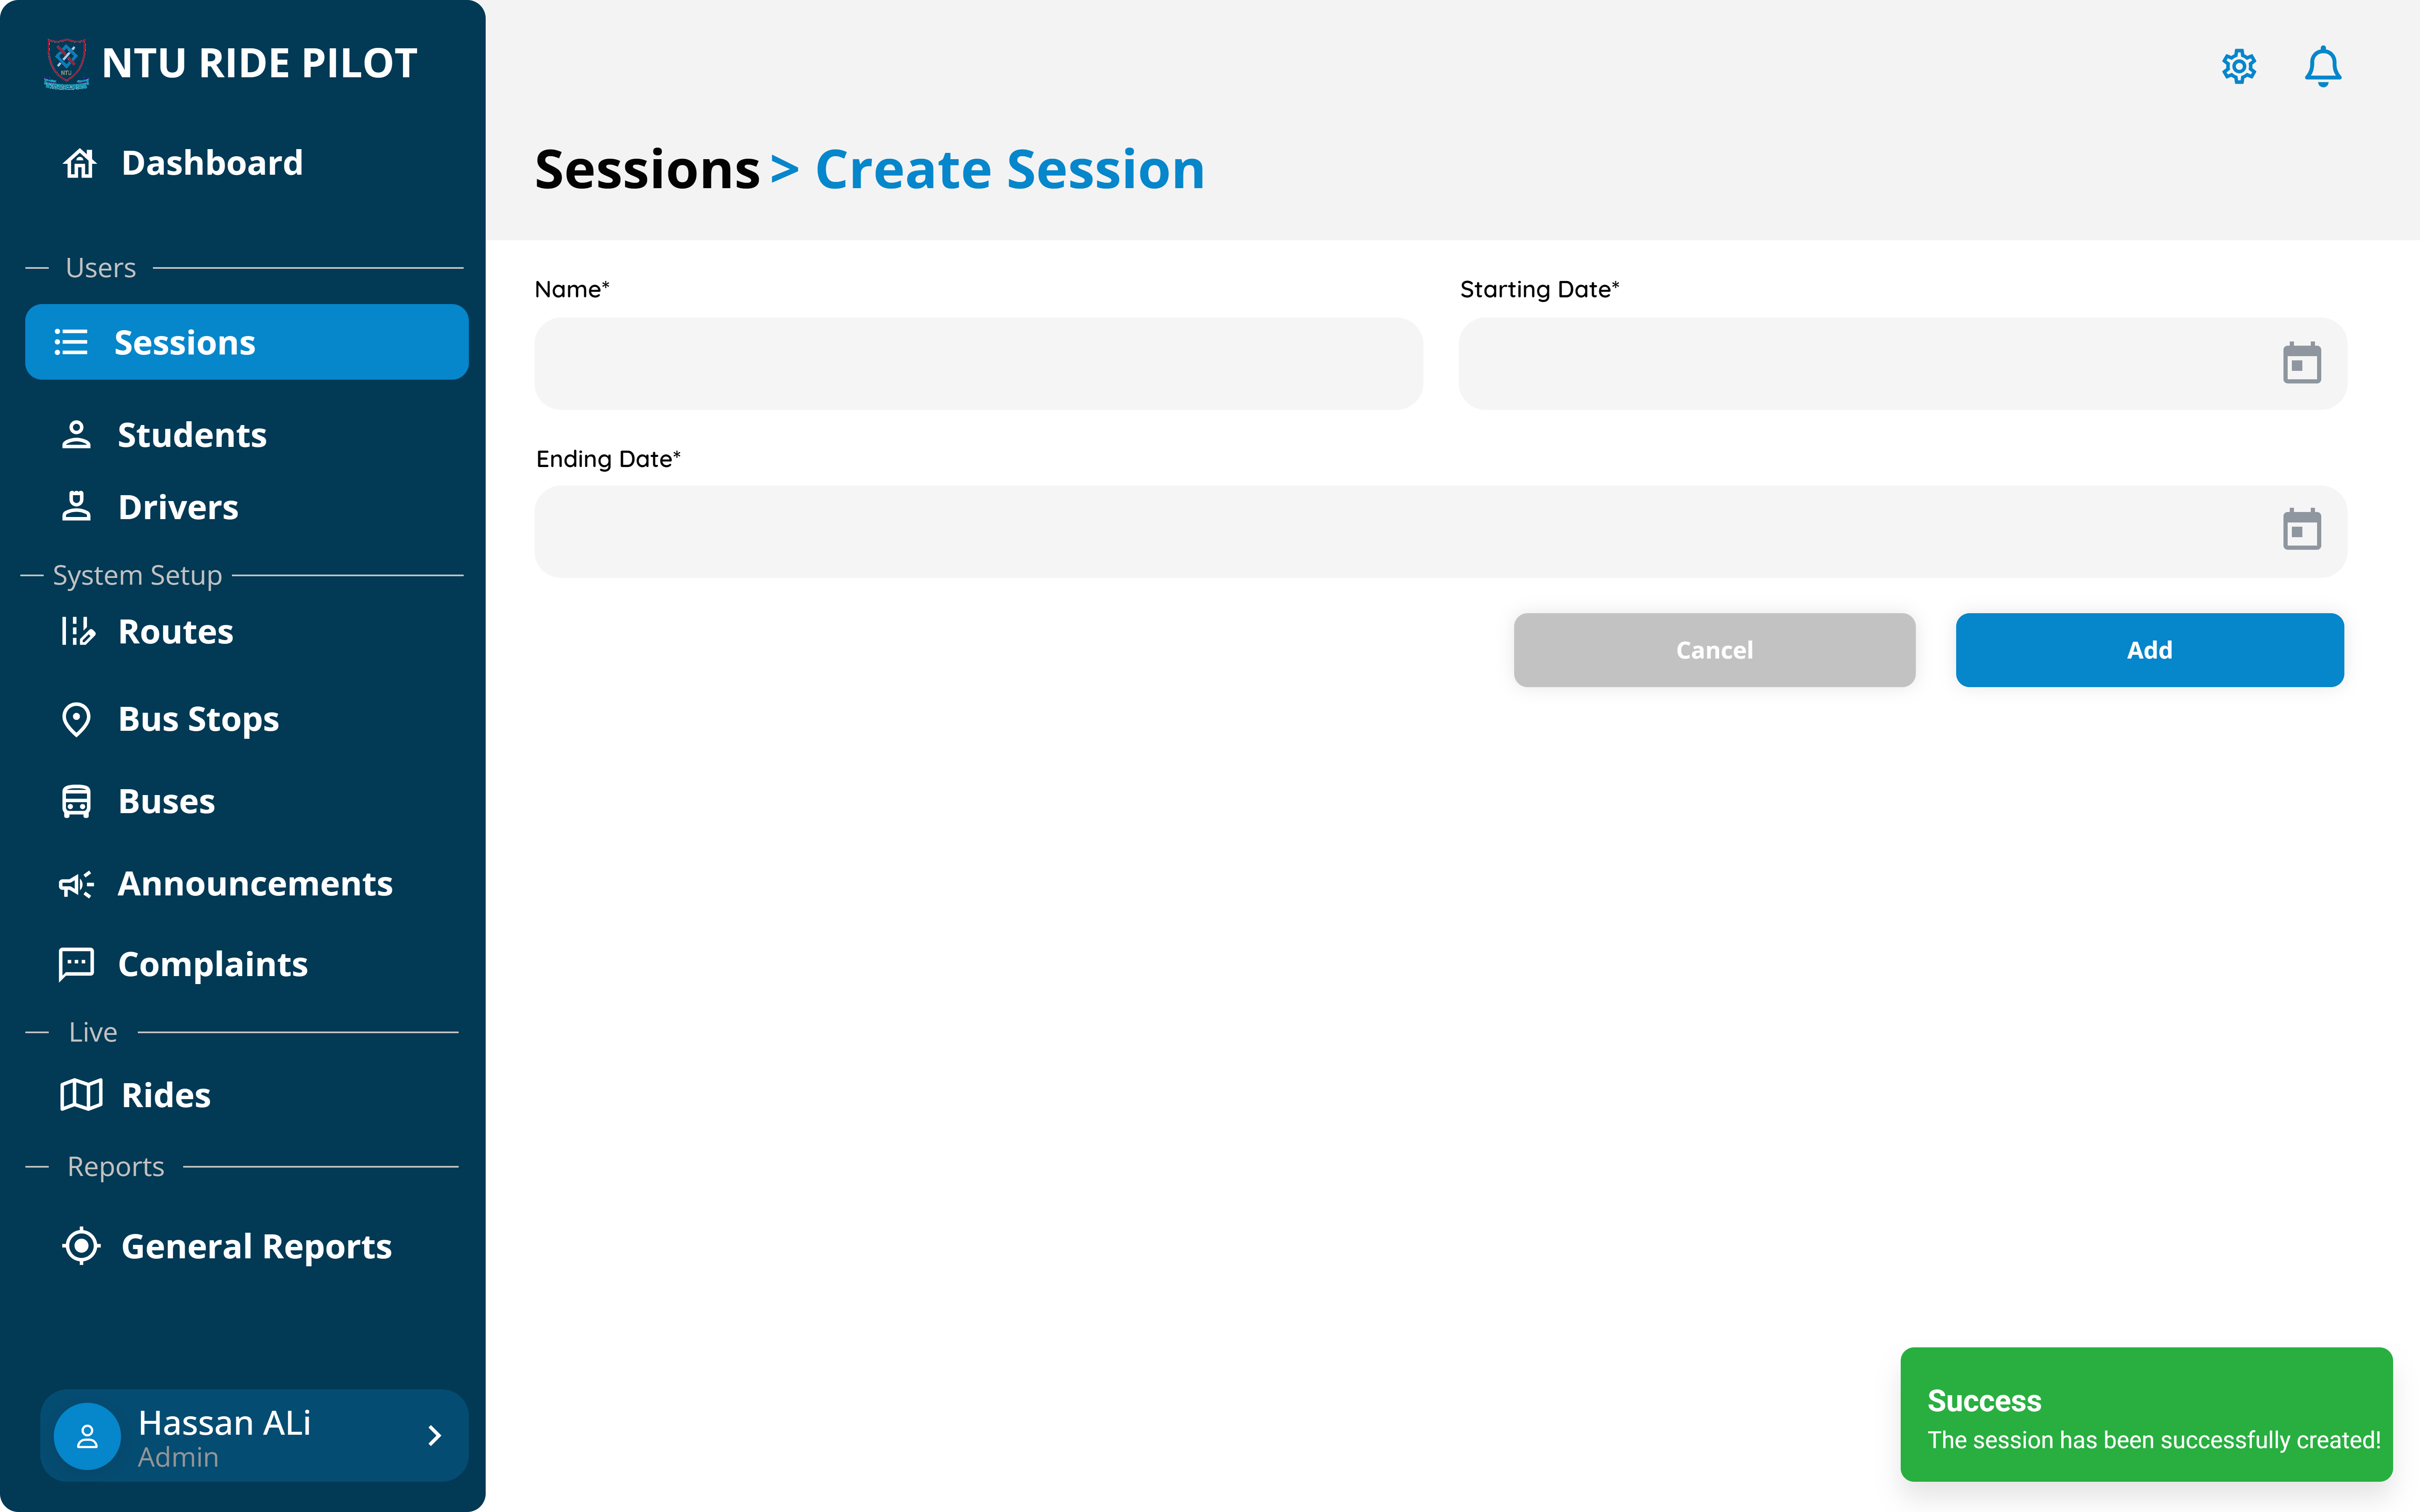 NTU
NTU RIDE PILOT
Dashboard
Users
Sessions
Students
Drivers
System Setup
Routes
Bus Stops
Buses
Announcements
Complaints
Live
Rides
Reports
General Reports
Hassan ALi
Admin
Sessions > Create Session
Name*
Starting Date*
Ending Date*
Cancel
Add
Success
The session has been successfully created!